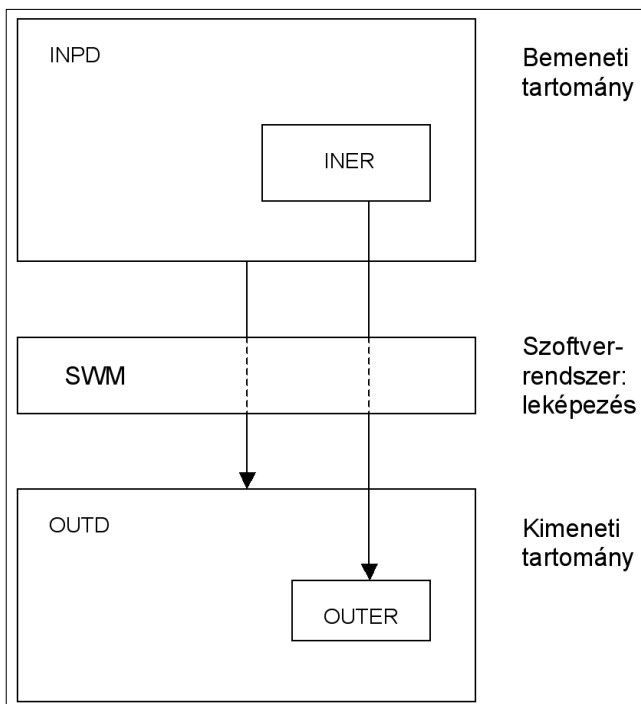 INPD
Bemeneti
tartomány
INER
SWM
Szoftver-
rendszer:
leképezés
OUTD
Kimeneti
tartomány
OUTER